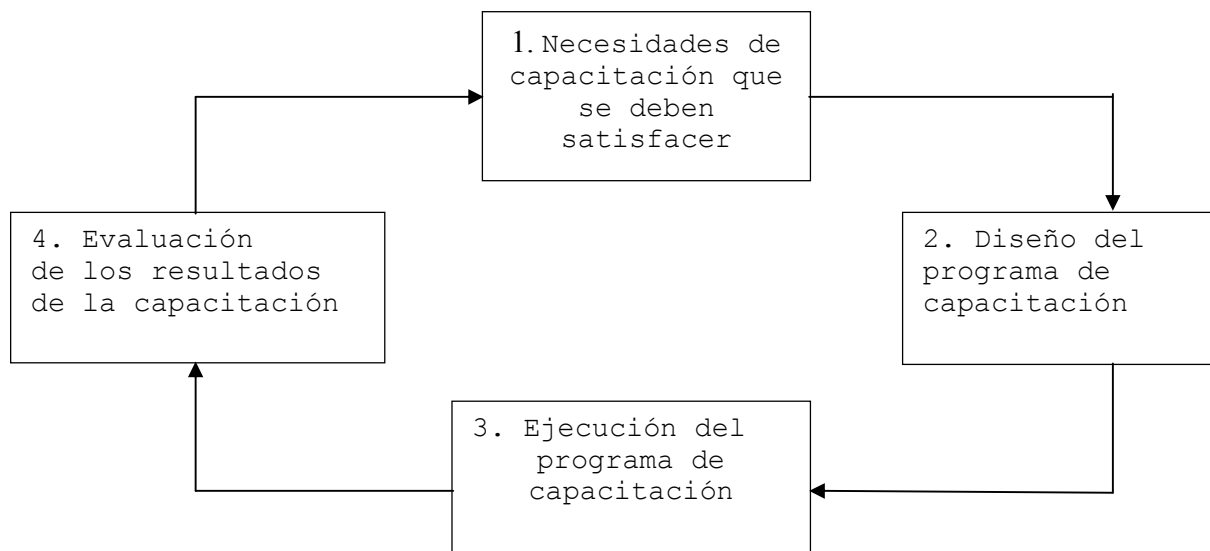 1. Necesidades de
capacitación que
se deben
satisfacer
2. Diseño del
programa de
capacitación
3. Ejecución del
programa de
capacitación
4. Evaluación
de los resultados
de la capacitación